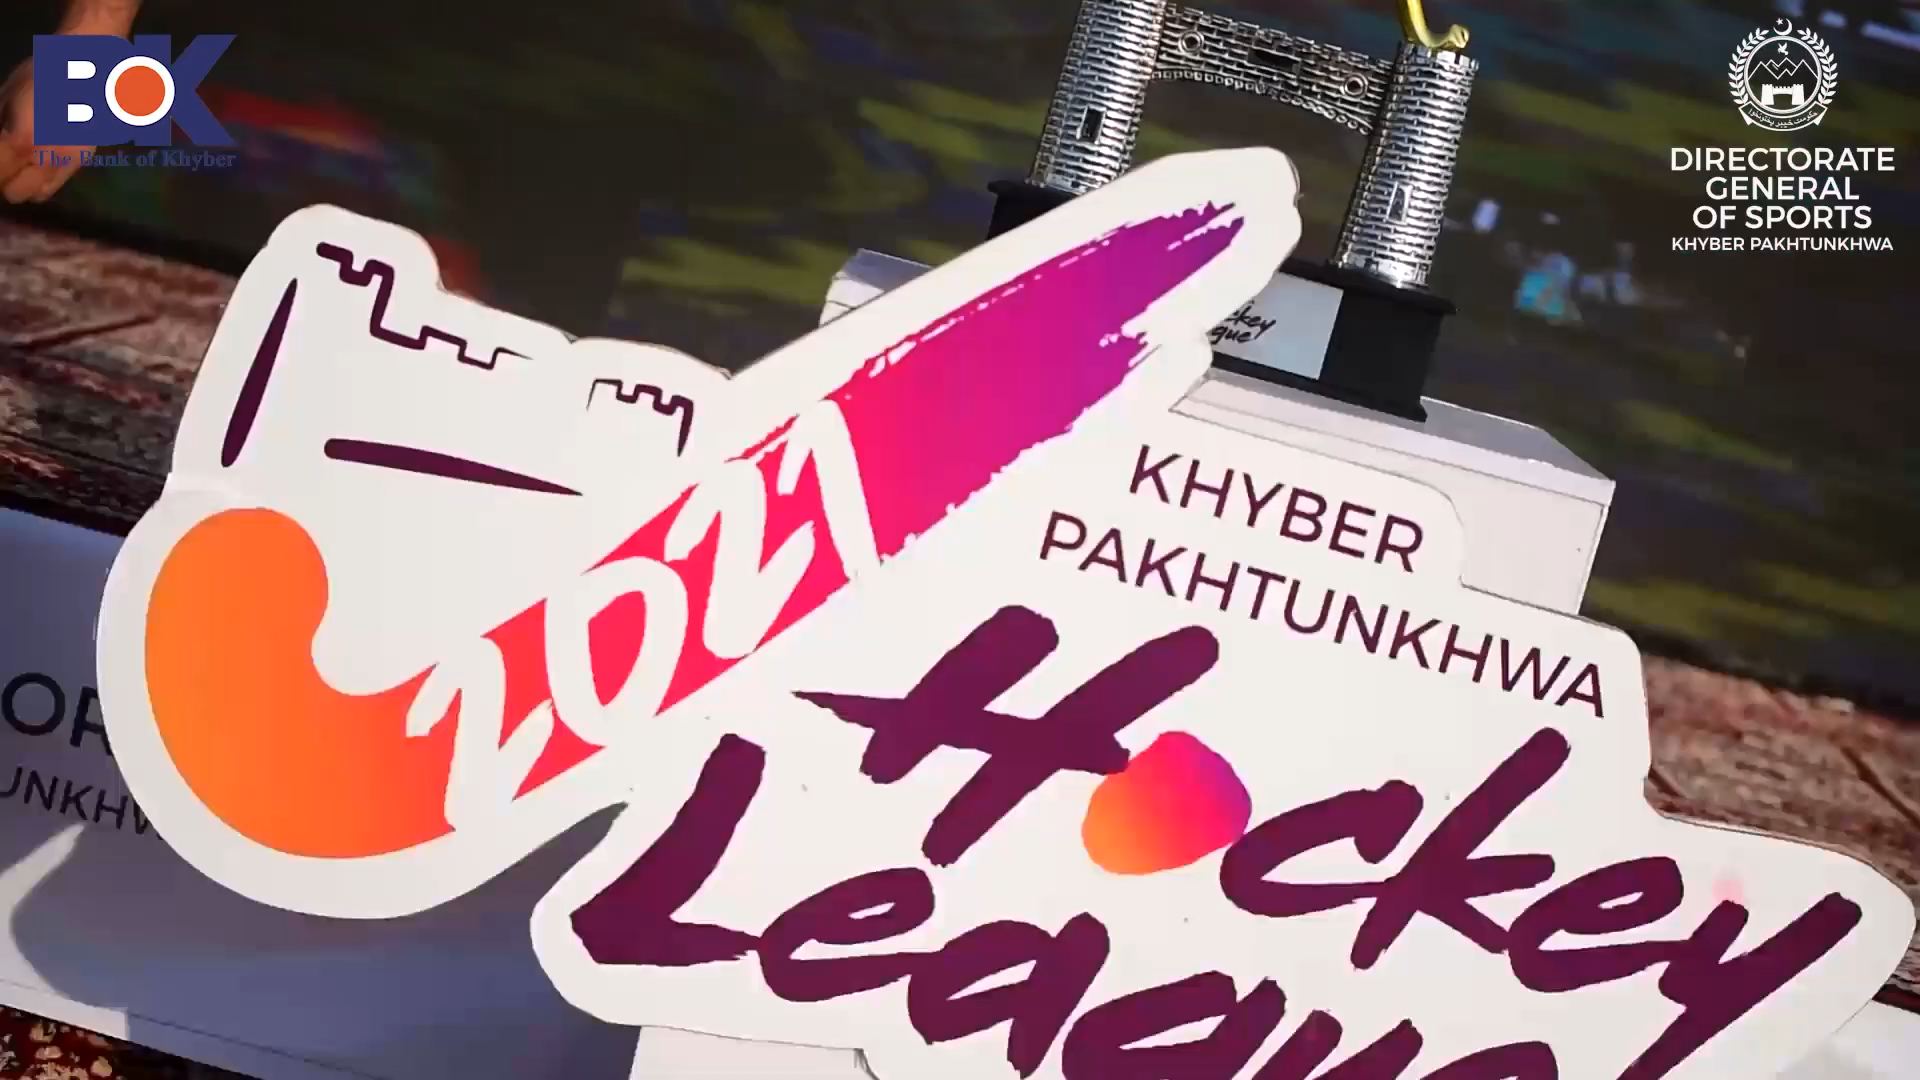 BOK
The Bank of Khyber
DIRECTORATE
GENERAL
OF SPORTS
KHYBER PAKHTUNKHWA
2021
KHYBER
PAKHTUNKHWA
Hockey
League